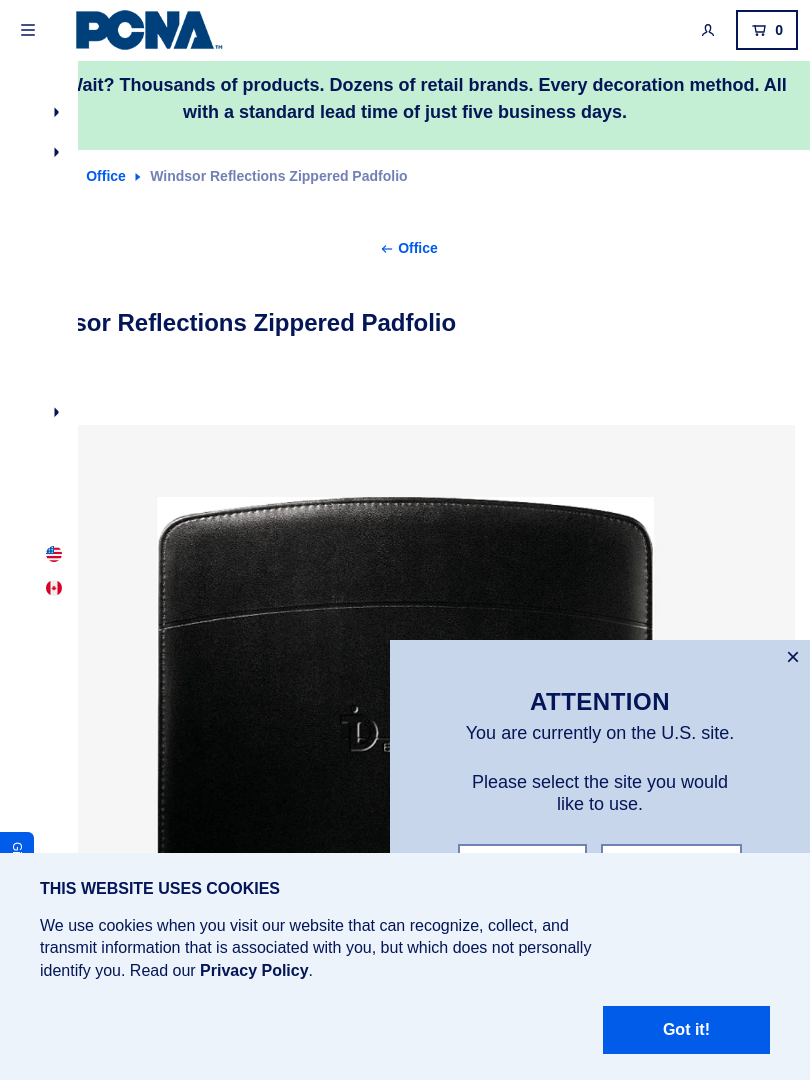 PCNA™
0
Wait? Thousands of products. Dozens of retail brands. Every decoration method. All
with a standard lead time of just five business days.
Office Windsor Reflections Zippered Padfolio
Office
sor Reflections Zippered Padfolio
ATTENTION
You are currently on the U.S. site.
Please select the site you would
like to use.
THIS WEBSITE USES COOKIES
We use cookies when you visit our website that can recognize, collect, and
transmit information that is associated with you, but which does not personally
identify you. Read our Privacy Policy.
Got it!